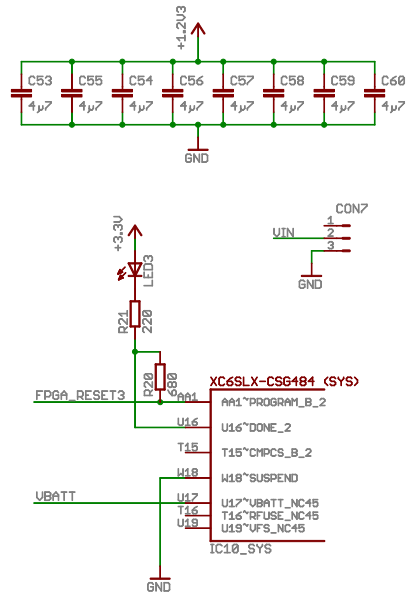 +1.2V3
C53 C55 C54 C56 C57 C58 C59 C60
4µ7 4µ7 4µ7 4µ7 4µ7 4µ7 4µ7 4µ7
GND
+3.3V
LED3
R21
220
CON7
1
VIN 2
3
GND
R20
680
XC6SLX-CSG484 (SYS)
FPGA_RESET3 AA1 AA1~PROGRAM_B_2
U16 U16~DONE_2
T15 T15~CMPCS_B_2
W18 W18~SUSPEND
VBATT U17 U17~VBATT_NC45
T16 T16~RFUSE_NC45
U19 U19~VFS_NC45
IC10_SYS
GND